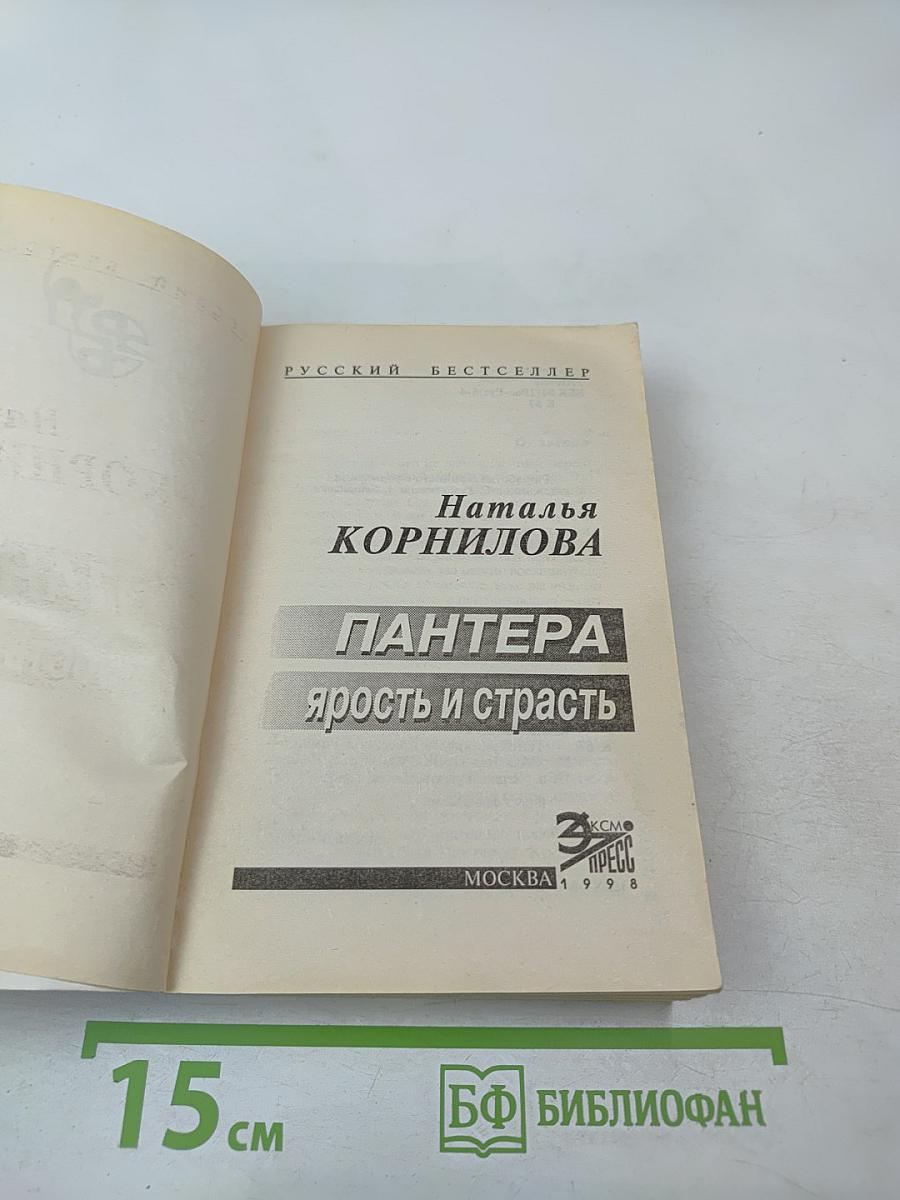 РУССКИЙ БЕСТСЕЛЛЕР
Наталья
КОРНИЛОВА
ПАНТЕРА
ярость и страсть
ЭКСМО
ПРЕСС
МОСКВА 1998
15 см
БФ БИБЛИОФАН